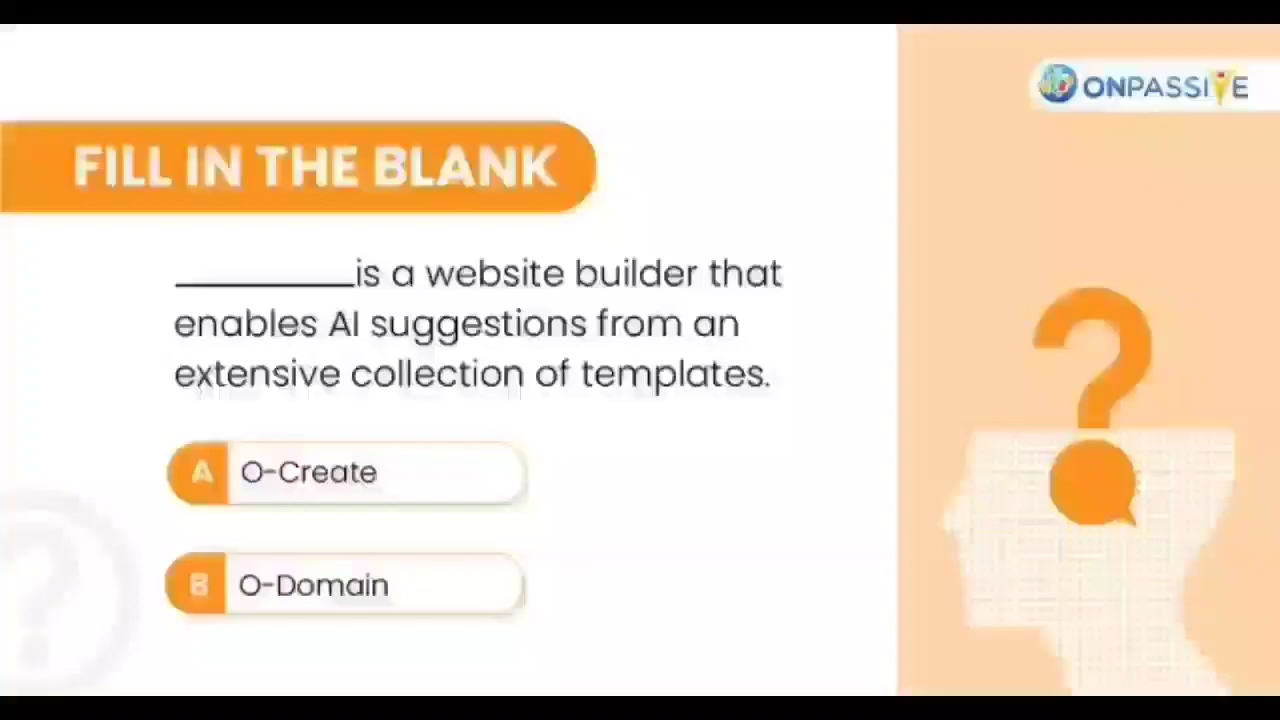 ONPASSIVE
FILL IN THE BLANK
__________is a website builder that
enables AI suggestions from an
extensive collection of templates.
A O-Create
B O-Domain